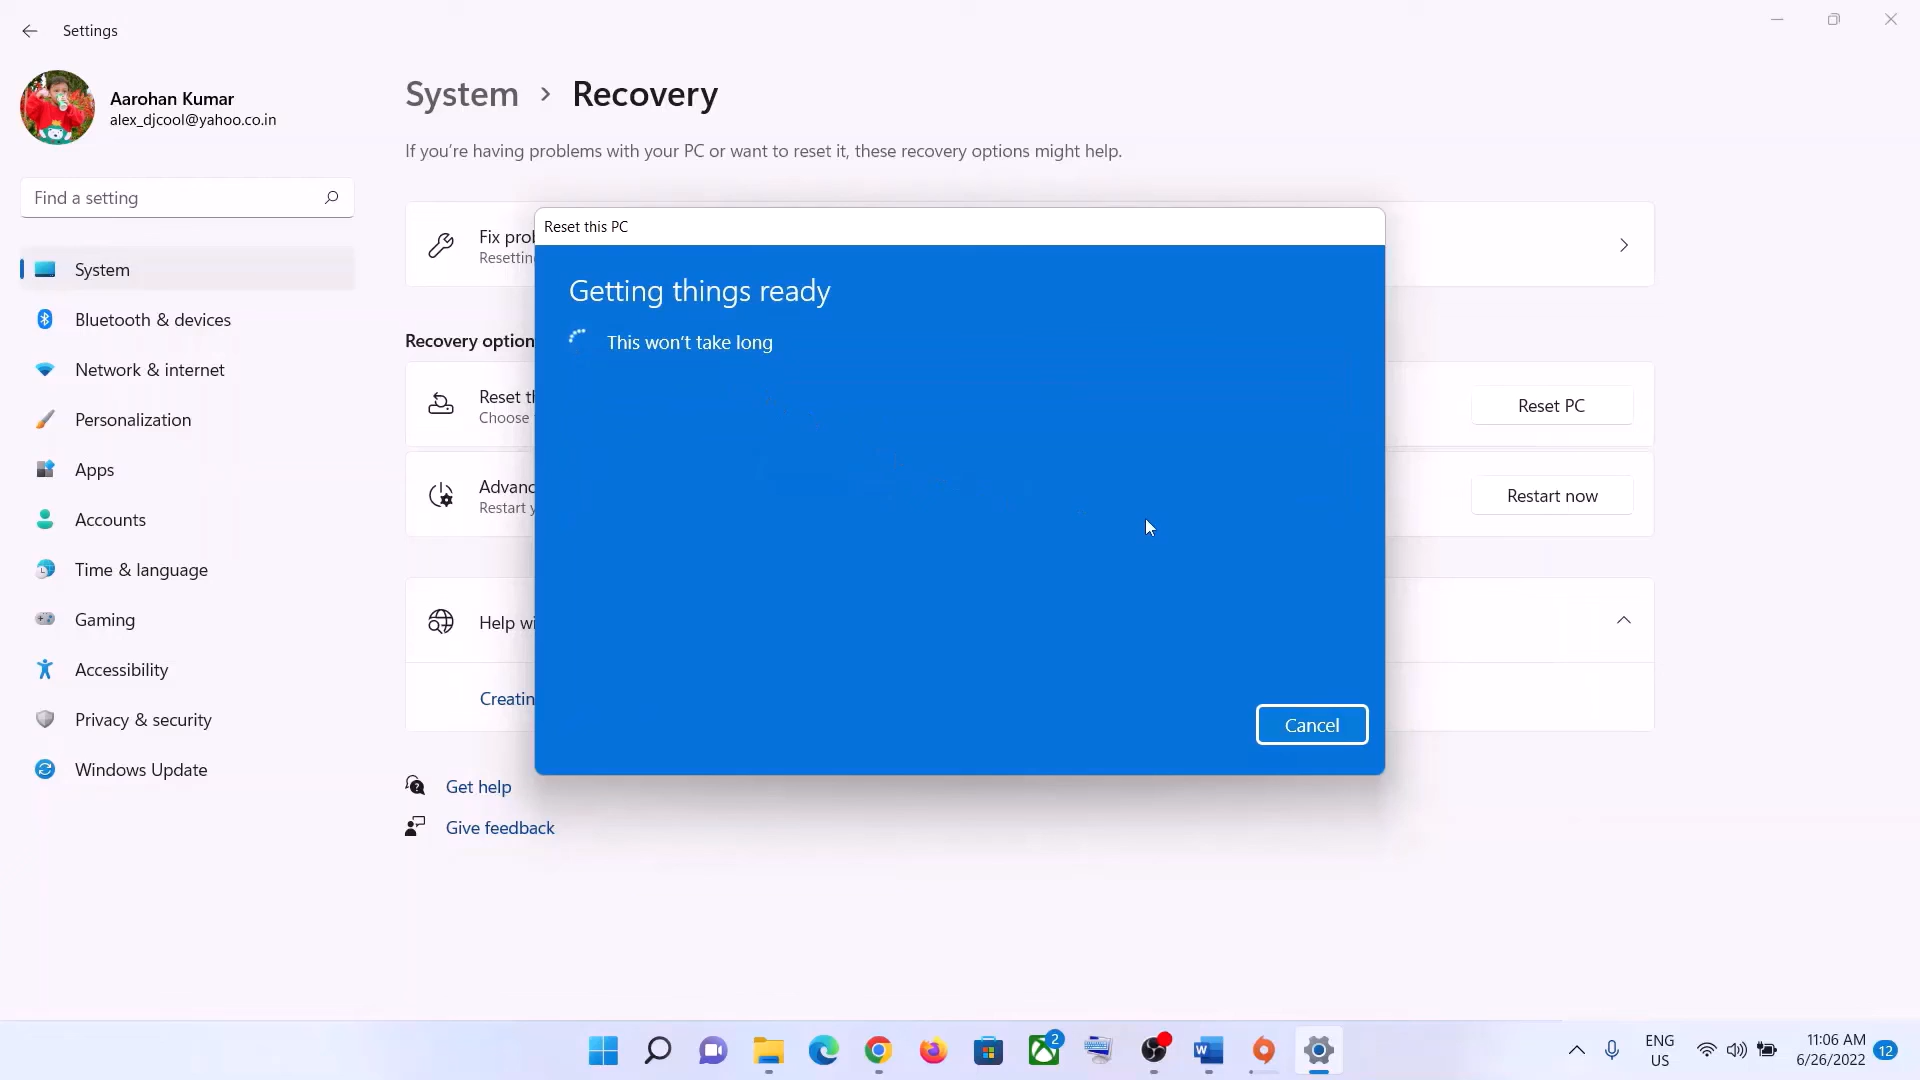 Settings
Aarohan Kumar
alex_djcool@yahoo.co.in
Find a setting
System
Bluetooth & devices
Network & internet
Personalization
Apps
Accounts
Time & language
Gaming
Accessibility
Privacy & security
Windows Update
System > Recovery
If you're having problems with your PC or want to reset it, these recovery options might help.
Fix prob
Resetting
Recovery option
Reset th
Choose
Reset PC
Advanc
Restart y
Restart now
Help wi
Creatin
Get help
Give feedback
Reset this PC
Getting things ready
This won't take long
Cancel
2
ENG
US
11:06 AM
6/26/2022
12